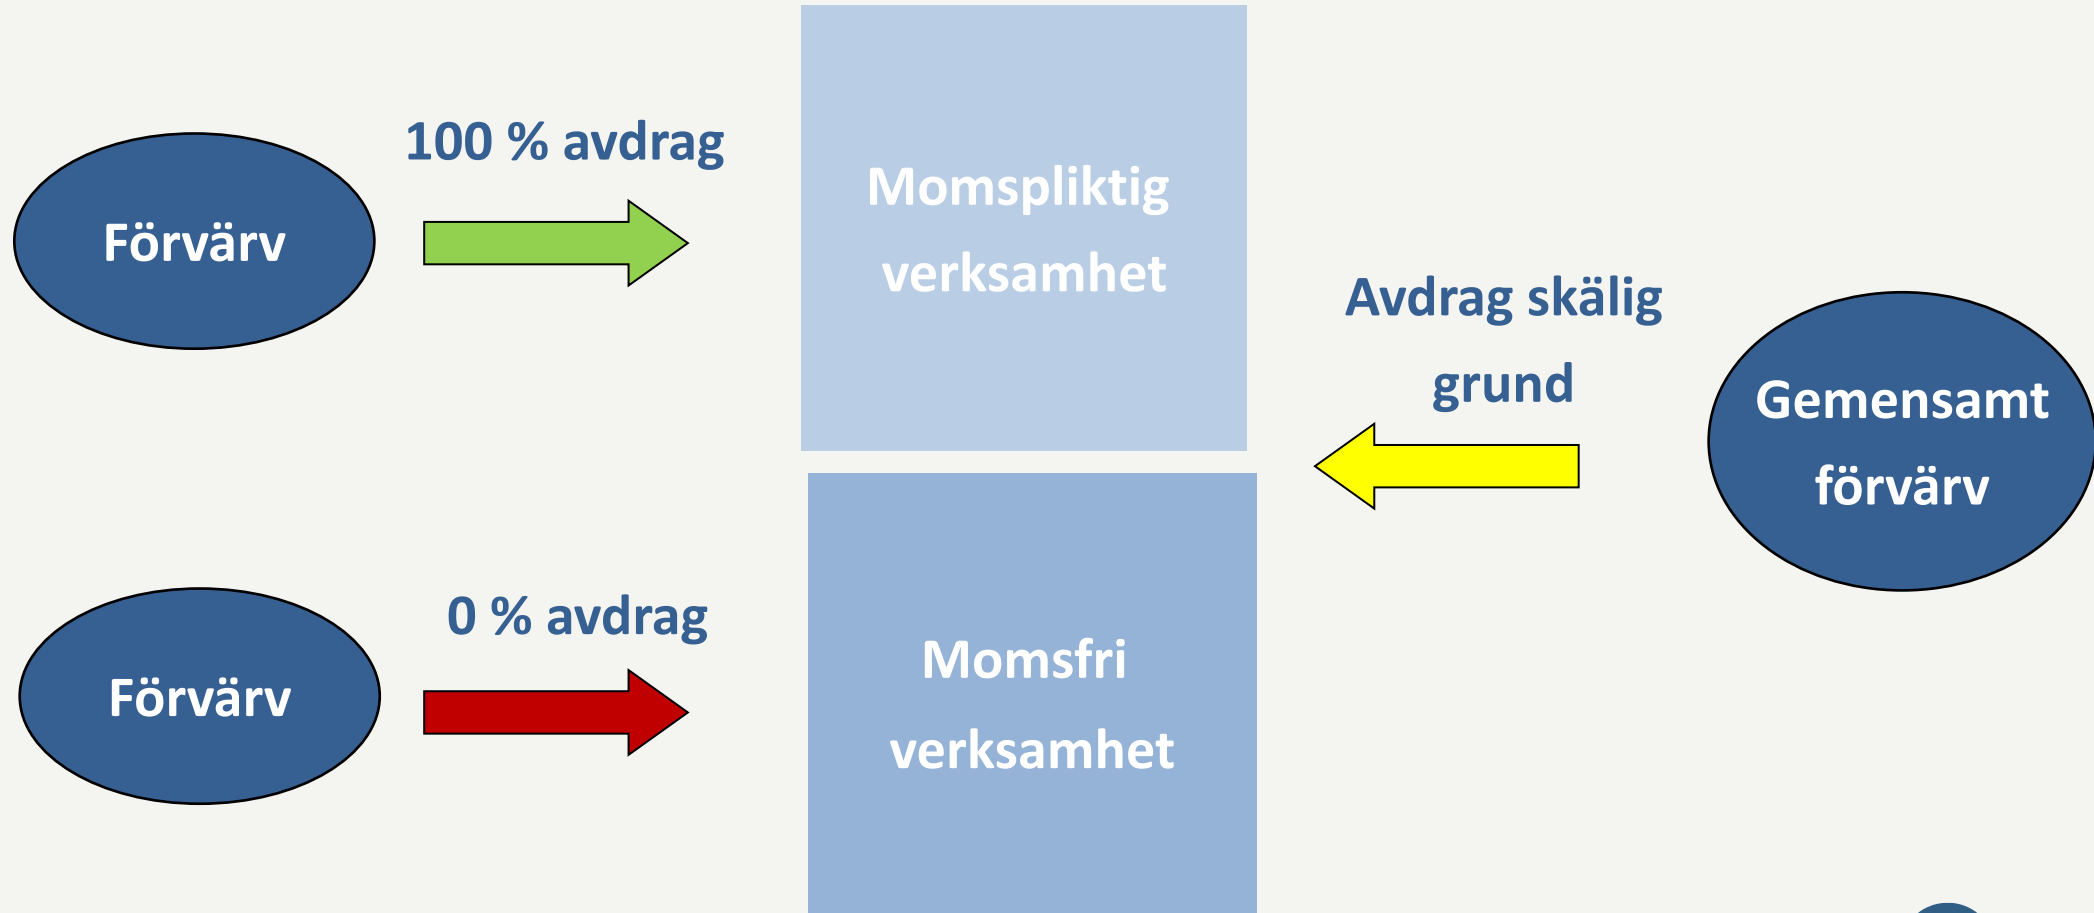 100 % avdrag
Förvärv
Momspliktig
verksamhet
Avdrag skälig
grund
Gemensamt
förvärv
0 % avdrag
Förvärv
Momsfri
verksamhet